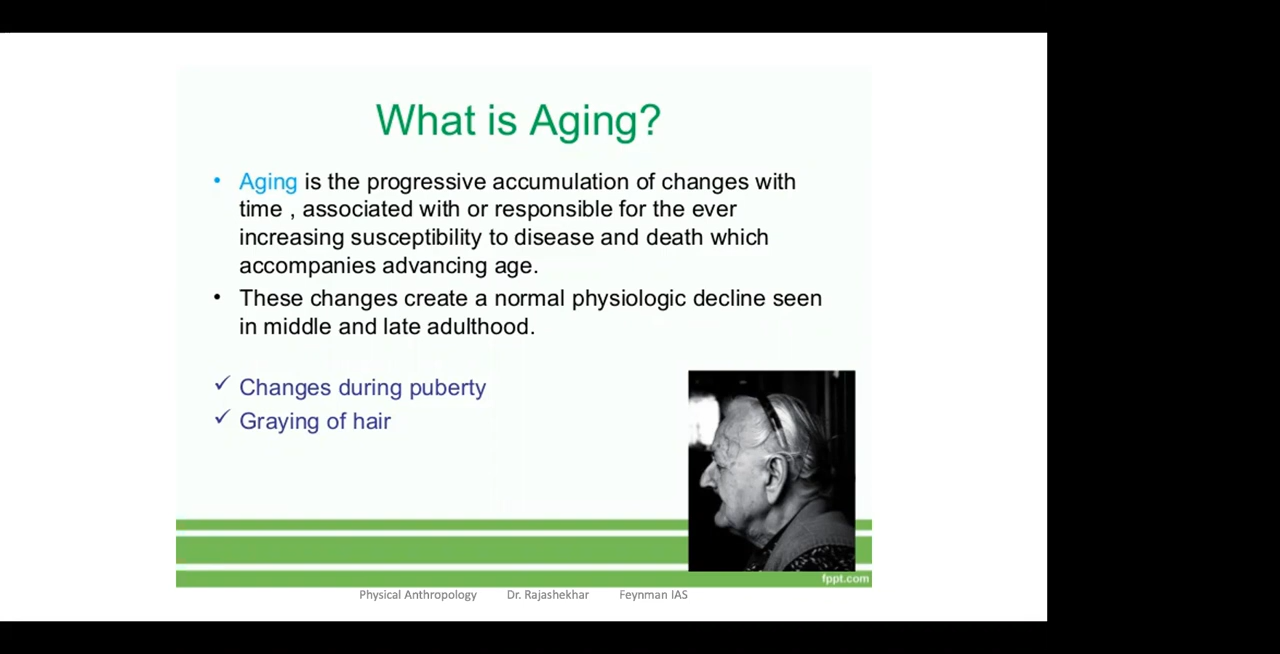 What is Aging?
• Aging is the progressive accumulation of changes with
time , associated with or responsible for the ever
increasing susceptibility to disease and death which
accompanies advancing age.
• These changes create a normal physiologic decline seen
in middle and late adulthood.
✓ Changes during puberty
✓ Graying of hair
fppt.com
Physical Anthropology Dr. Rajashekhar Feynman IAS